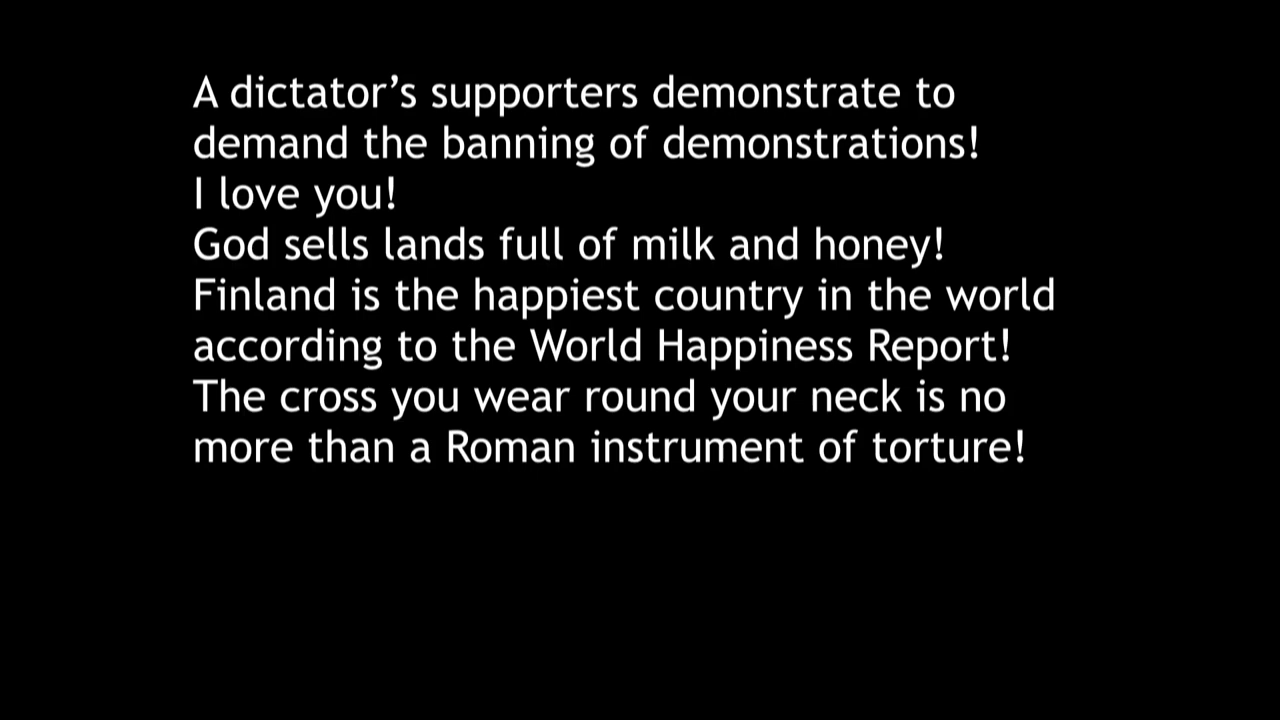 A dictator’s supporters demonstrate to
demand the banning of demonstrations!
I love you!
God sells lands full of milk and honey!
Finland is the happiest country in the world
according to the World Happiness Report!
The cross you wear round your neck is no
more than a Roman instrument of torture!